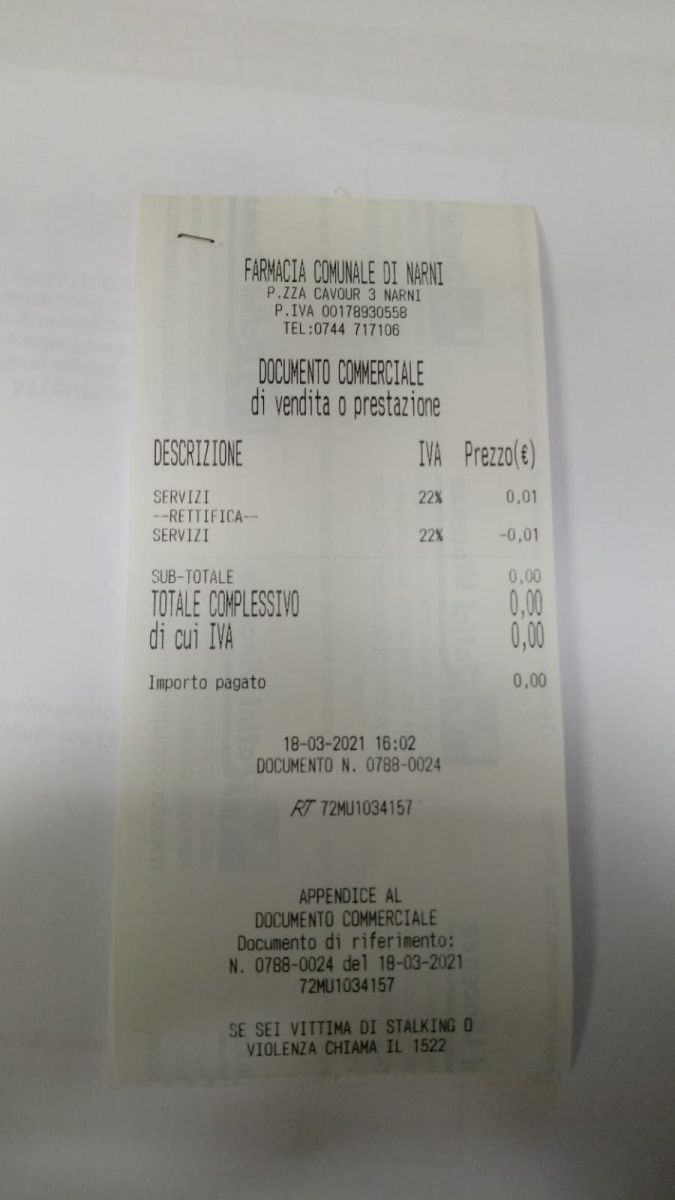 FARMACIA COMUNALE DI NARNI
P.ZZA CAVOUR 3 NARNI
P.IVA 00178930558
TEL:0744 717106
DOCUMENTO COMMERCIALE
di vendita o prestazione
DESCRIZIONE IVA Prezzo(€)
SERVIZI 22% 0,01
--RETTIFICA--
SERVIZI 22% -0,01
SUB-TOTALE 0,00
TOTALE COMPLESSIVO 0,00
di cui IVA 0,00
Importo pagato 0,00
18-03-2021 16:02
DOCUMENTO N. 0788-0024
RT 72MU1034157
APPENDICE AL
DOCUMENTO COMMERCIALE
Documento di riferimento:
N. 0788-0024 del 18-03-2021
72MU1034157
SE SEI VITTIMA DI STALKING O
VIOLENZA CHIAMA IL 1522